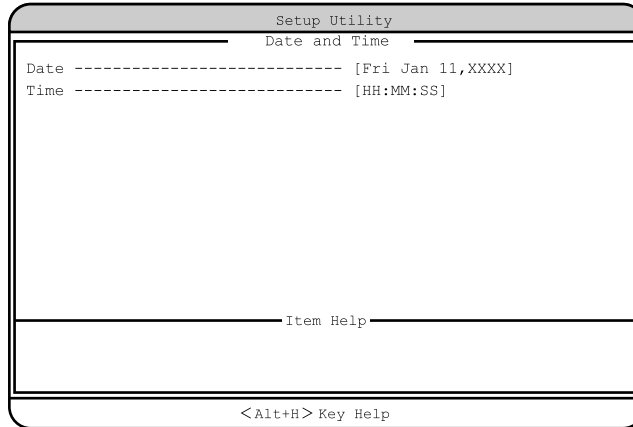 Setup Utility
Date and Time
Date ---------------------------- [Fri Jan 11,XXXX]
Time ---------------------------- [HH:MM:SS]
Item Help
<Alt+H> Key Help